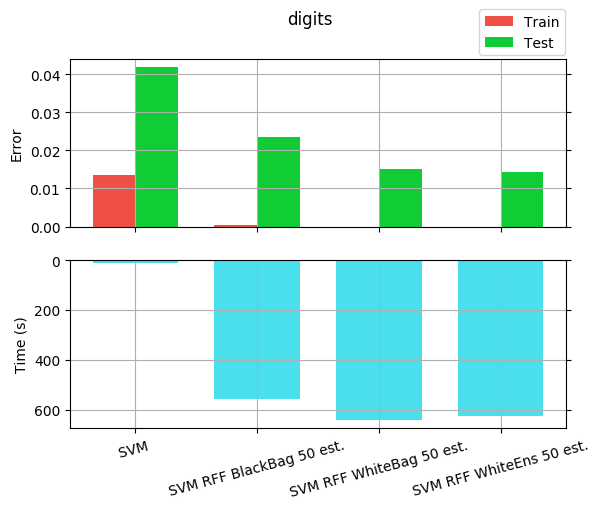 digits
Train
Test
0.04
0.03
0.02
0.01
0.00
Error
0
200
400
600
Time (s)
SVM
SVM RFF BlackBag 50 est.
SVM RFF WhiteBag 50 est.
SVM RFF WhiteEns 50 est.